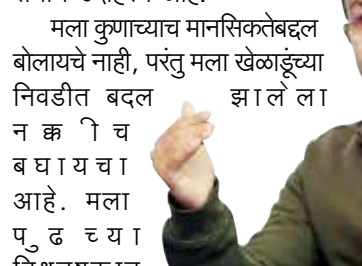 मला कुणाच्याच मानसिकतेबद्दल
बोलायचे नाही, परंतु मला खेळाडूंच्या
निवडीत बदल झालेला
नक्कीच
बघायचा
आहे. मला
पुढच्या